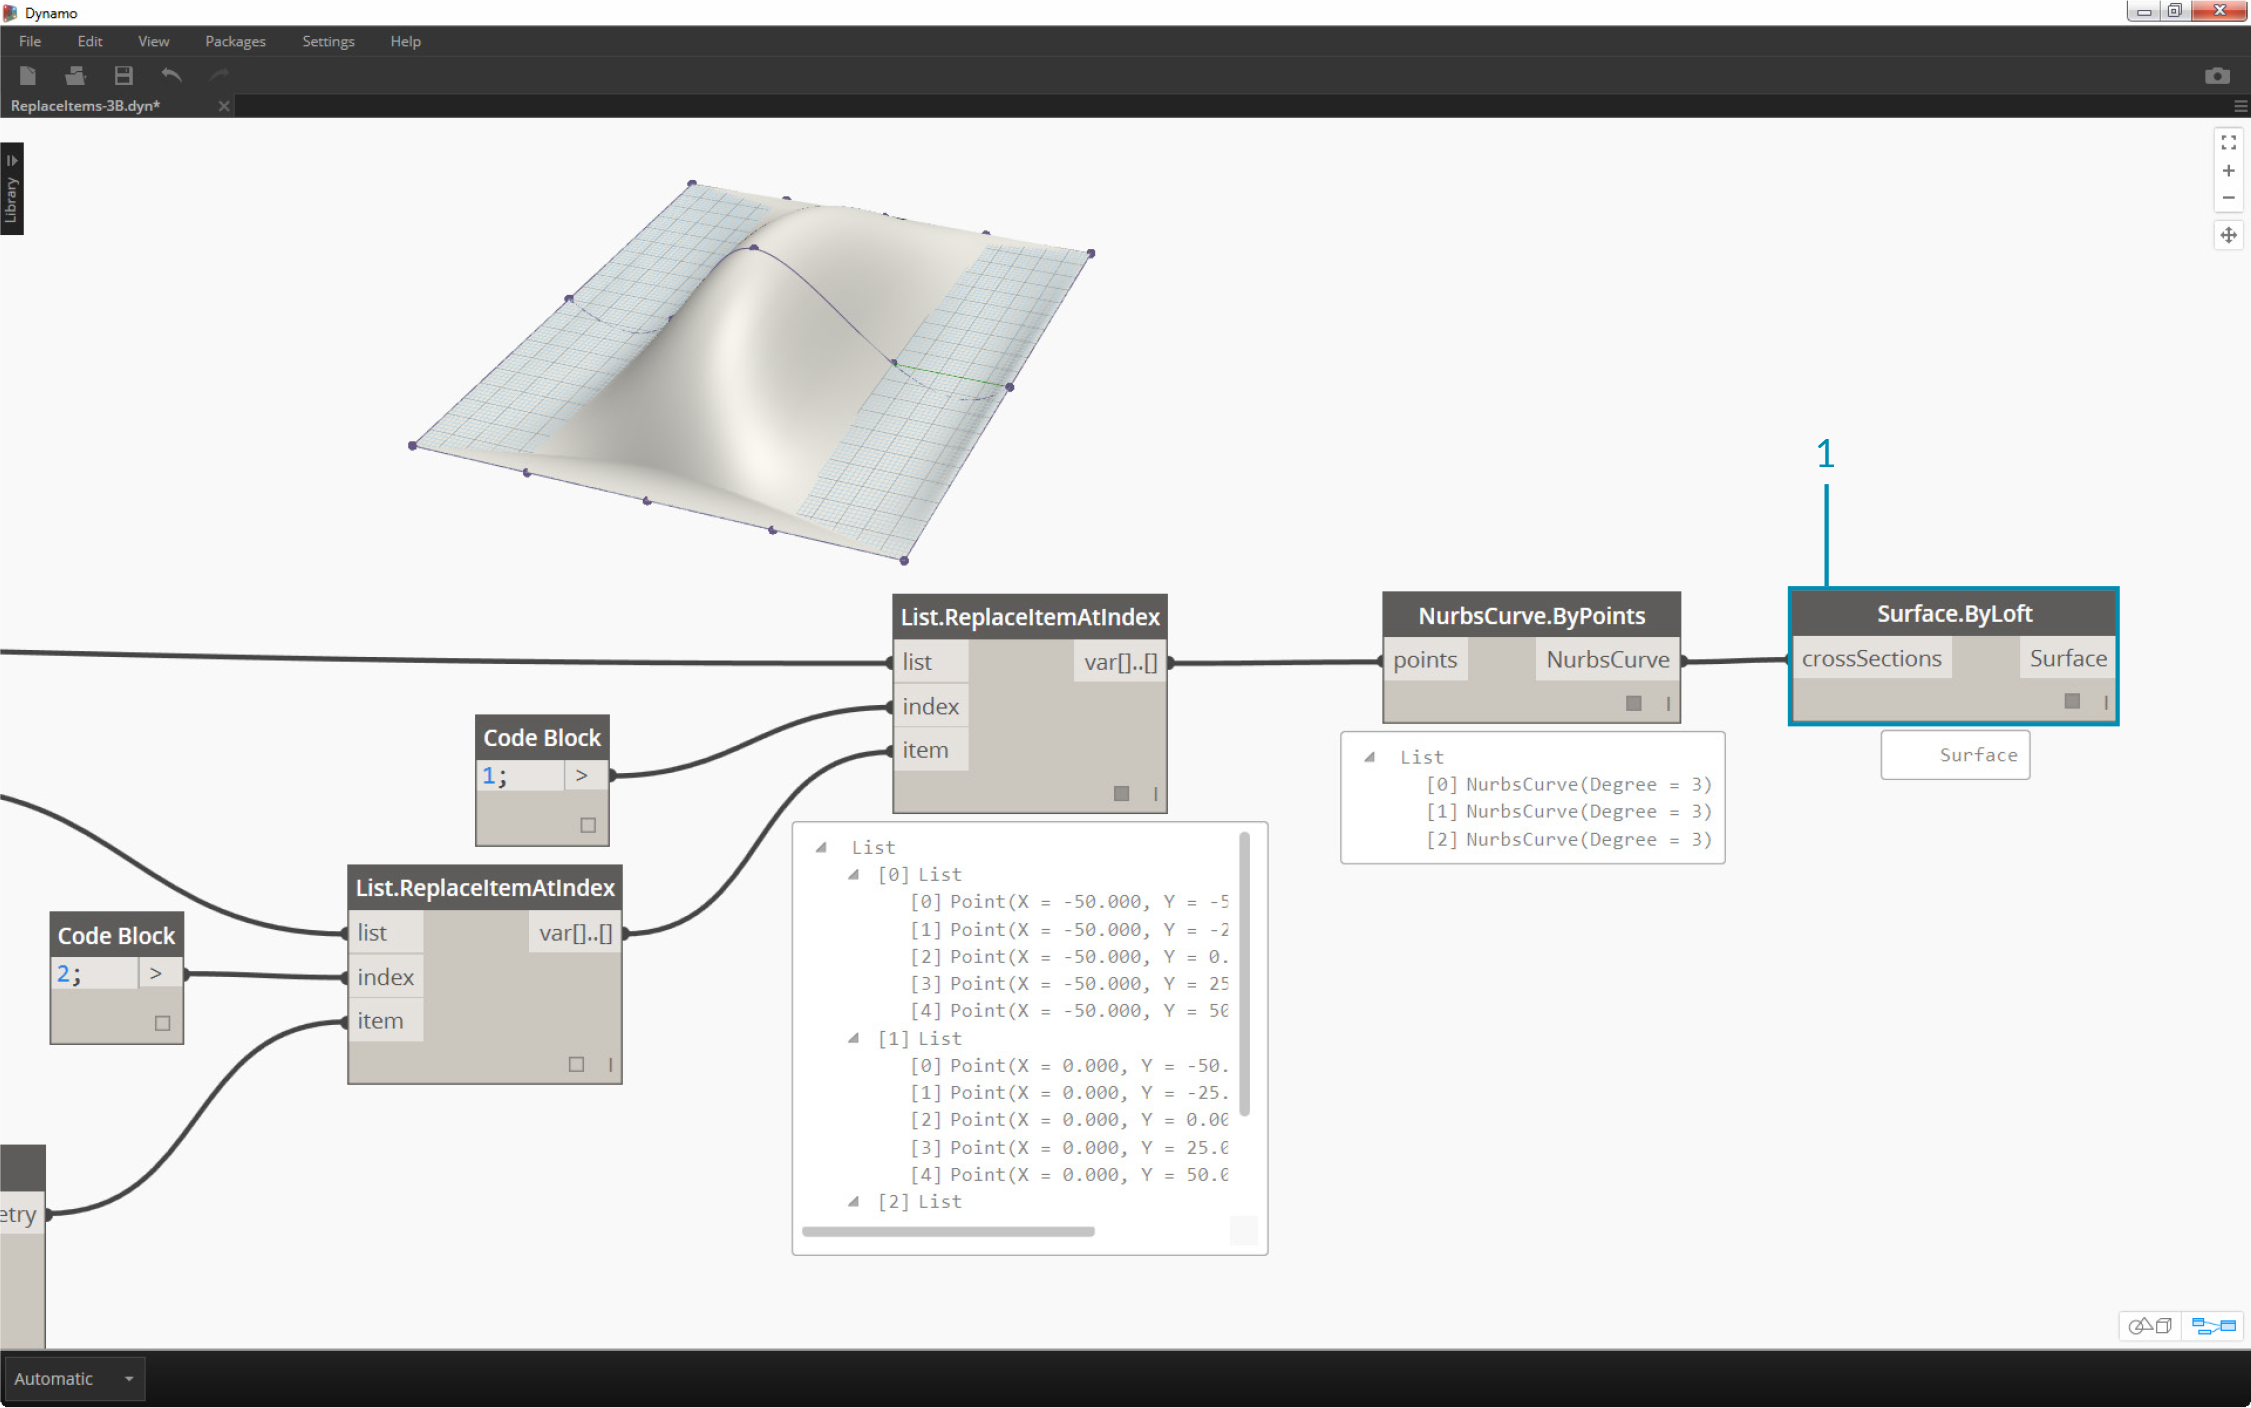 Dynamo
File Edit View Packages Settings Help
ReplaceItems-3B.dyn*
Library
1
List.ReplaceItemAtIndex
list var[]..[]
index
item
NurbsCurve.ByPoints
points NurbsCurve
Surface.ByLoft
crossSections Surface
Surface
List
[0] NurbsCurve(Degree = 3)
[1] NurbsCurve(Degree = 3)
[2] NurbsCurve(Degree = 3)
Code Block
1; >
List
[0] List
[0] Point(X = -50.000, Y = -5
[1] Point(X = -50.000, Y = -2
[2] Point(X = -50.000, Y = 0.
[3] Point(X = -50.000, Y = 25
[4] Point(X = -50.000, Y = 50
[1] List
[0] Point(X = 0.000, Y = -50.
[1] Point(X = 0.000, Y = -25.
[2] Point(X = 0.000, Y = 0.00
[3] Point(X = 0.000, Y = 25.0
[4] Point(X = 0.000, Y = 50.0
[2] List
List.ReplaceItemAtIndex
list var[]..[]
index
item
Code Block
2; >
etry
Automatic